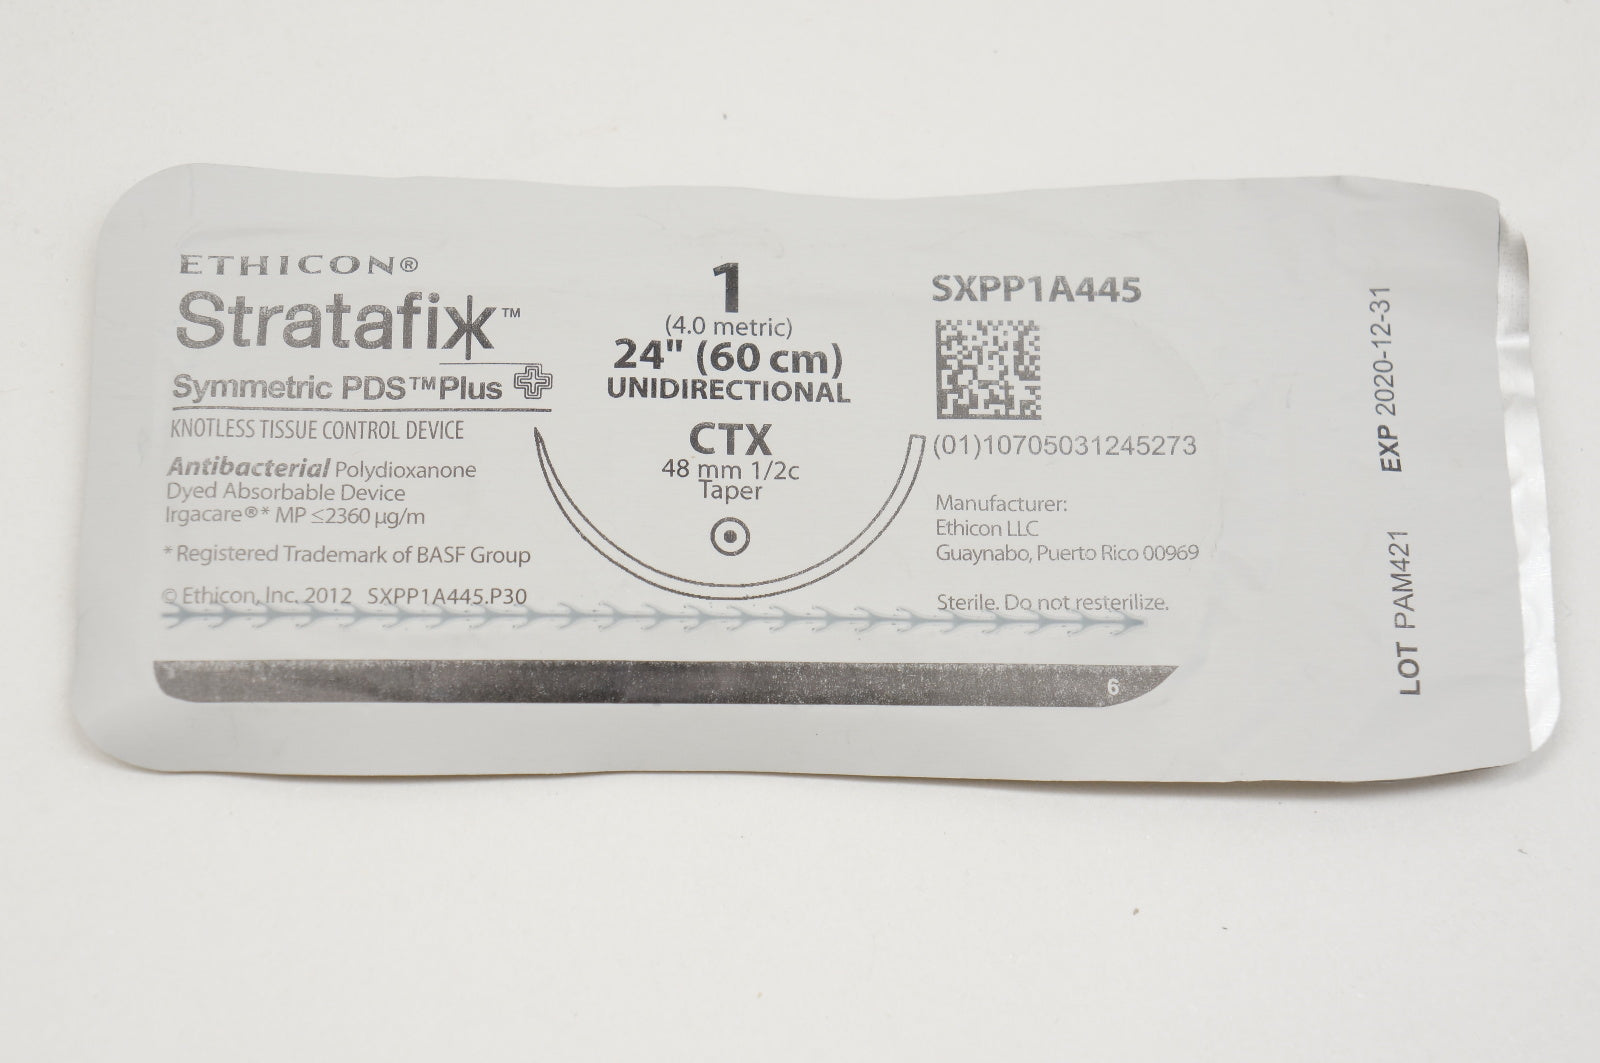 ETHICON®
Stratafix™
Symmetric PDS™Plus
KNOTLESS TISSUE CONTROL DEVICE
Antibacterial Polydioxanone
Dyed Absorbable Device
Irgacare®* MP ≤2360 µg/m
*Registered Trademark of BASF Group
© Ethicon, Inc. 2012 SXPP1A445.P30
1
(4.0 metric)
24" (60 cm)
UNIDIRECTIONAL
CTX
48 mm 1/2c
Taper
SXPP1A445
(01)10705031245273
Manufacturer:
Ethicon LLC
Guaynabo, Puerto Rico 00969
Sterile. Do not resterilize.
6
LOT PAM421 EXP 2020-12-31